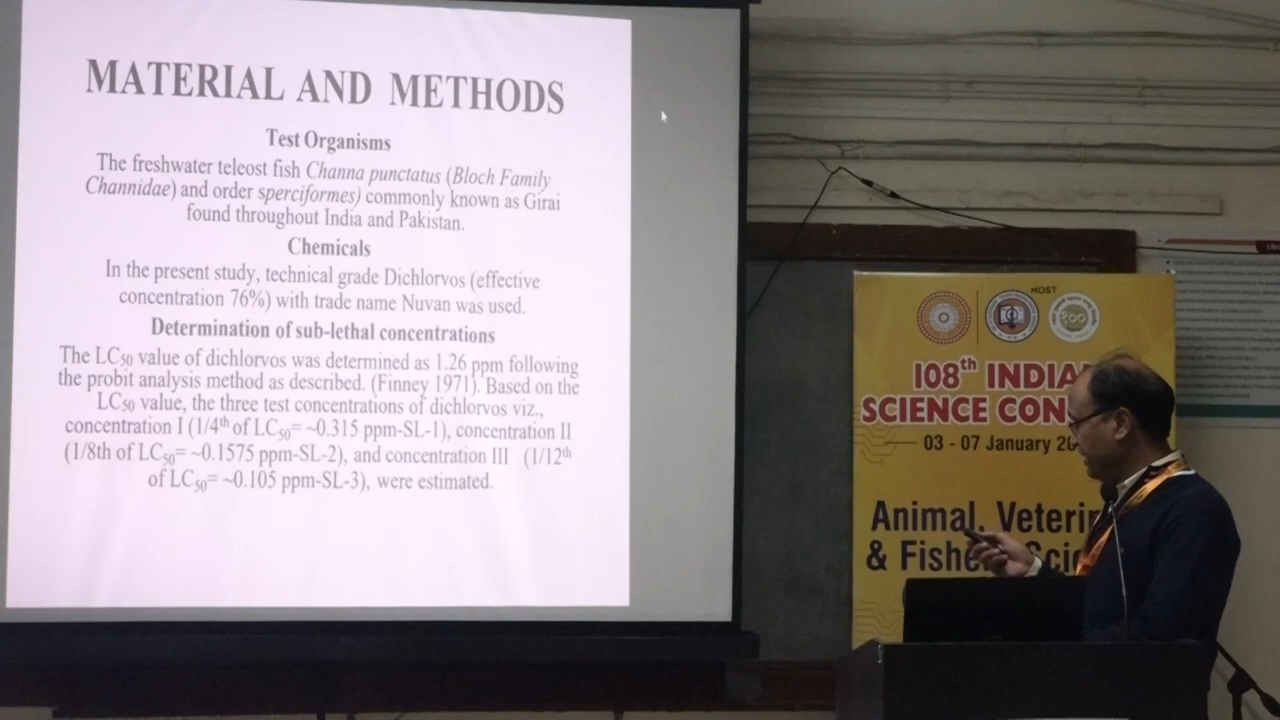 MATERIAL AND METHODS
Test Organisms
The freshwater teleost fish Channa punctatus (Bloch Family
Channidae) and order sperciformes) commonly known as Girai
found throughout India and Pakistan.
Chemicals
In the present study, technical grade Dichlorvos (effective
concentration 76%) with trade name Nuvan was used.
Determination of sub-lethal concentrations
The LC50 value of dichlorvos was determined as 1.26 ppm following
the probit analysis method as described. (Finney 1971). Based on the
LC50 value, the three test concentrations of dichlorvos viz.,
concentration I (1/4th of LC50= ~0.315 ppm-SL-1), concentration II
(1/8th of LC50= ~0.1575 ppm-SL-2), and concentration III (1/12th
of LC50= ~0.105 ppm-SL-3), were estimated.
HOST
108th INDIA
SCIENCE CON
03 - 07 January 20
Animal, Veterin
& Fishe Sci